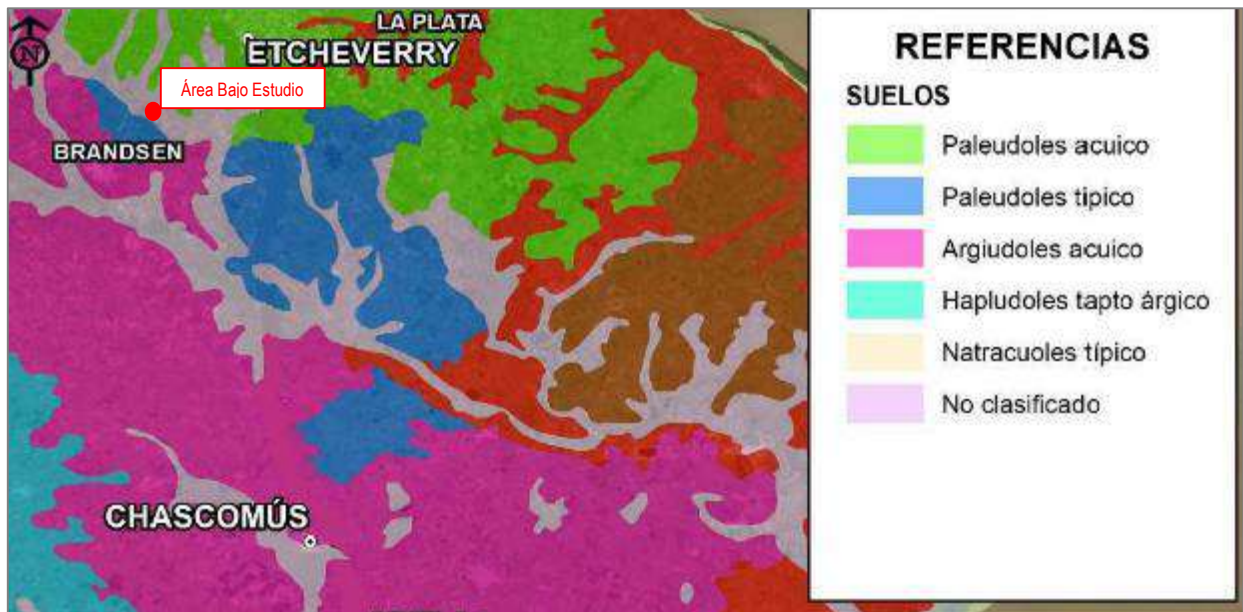 LA PLATA
N
ETCHEVERRY
Área Bajo Estudio
BRANDSEN
CHASCOMÚS
REFERENCIAS
SUELOS
Paleudoles acuico
Paleudoles tipico
Argiudoles acuico
Hapludoles tapto árgico
Natracuoles típico
No clasificado